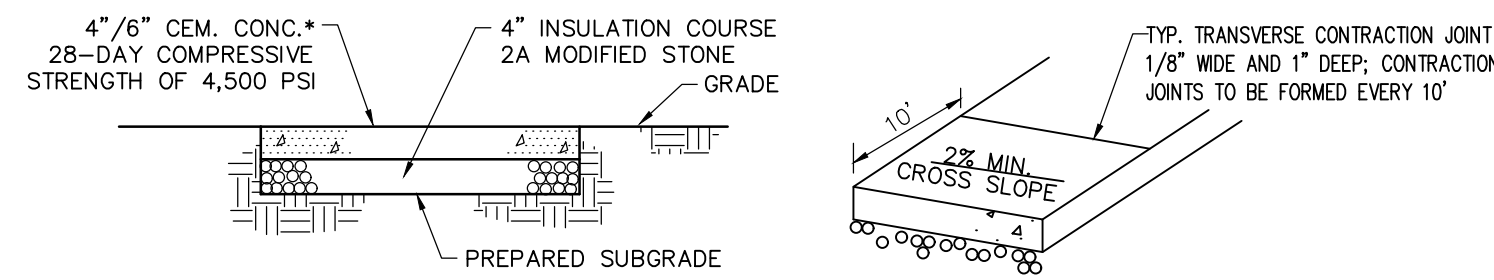 4"/6" CEM. CONC.*
28-DAY COMPRESSIVE
STRENGTH OF 4,500 PSI
4" INSULATION COURSE
2A MODIFIED STONE
GRADE
PREPARED SUBGRADE
TYP. TRANSVERSE CONTRACTION JOINT
1/8" WIDE AND 1" DEEP; CONTRACTION
JOINTS TO BE FORMED EVERY 10'
10'
2% MIN.
CROSS SLOPE